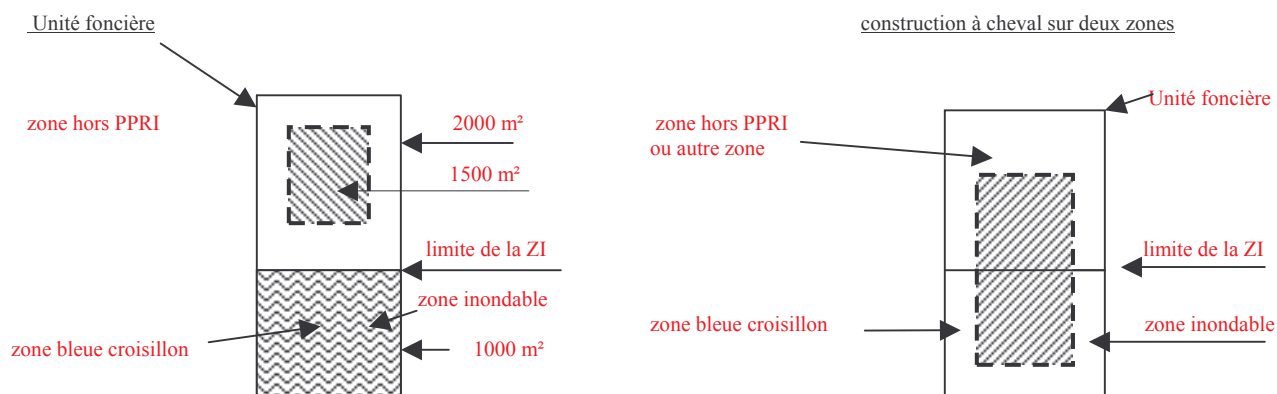 Unité foncière
zone hors PPRI
2000 m²
1500 m²
limite de la ZI
zone inondable
zone bleue croisillon
1000 m²
construction à cheval sur deux zones
Unité foncière
zone hors PPRI
ou autre zone
limite de la ZI
zone bleue croisillon
zone inondable